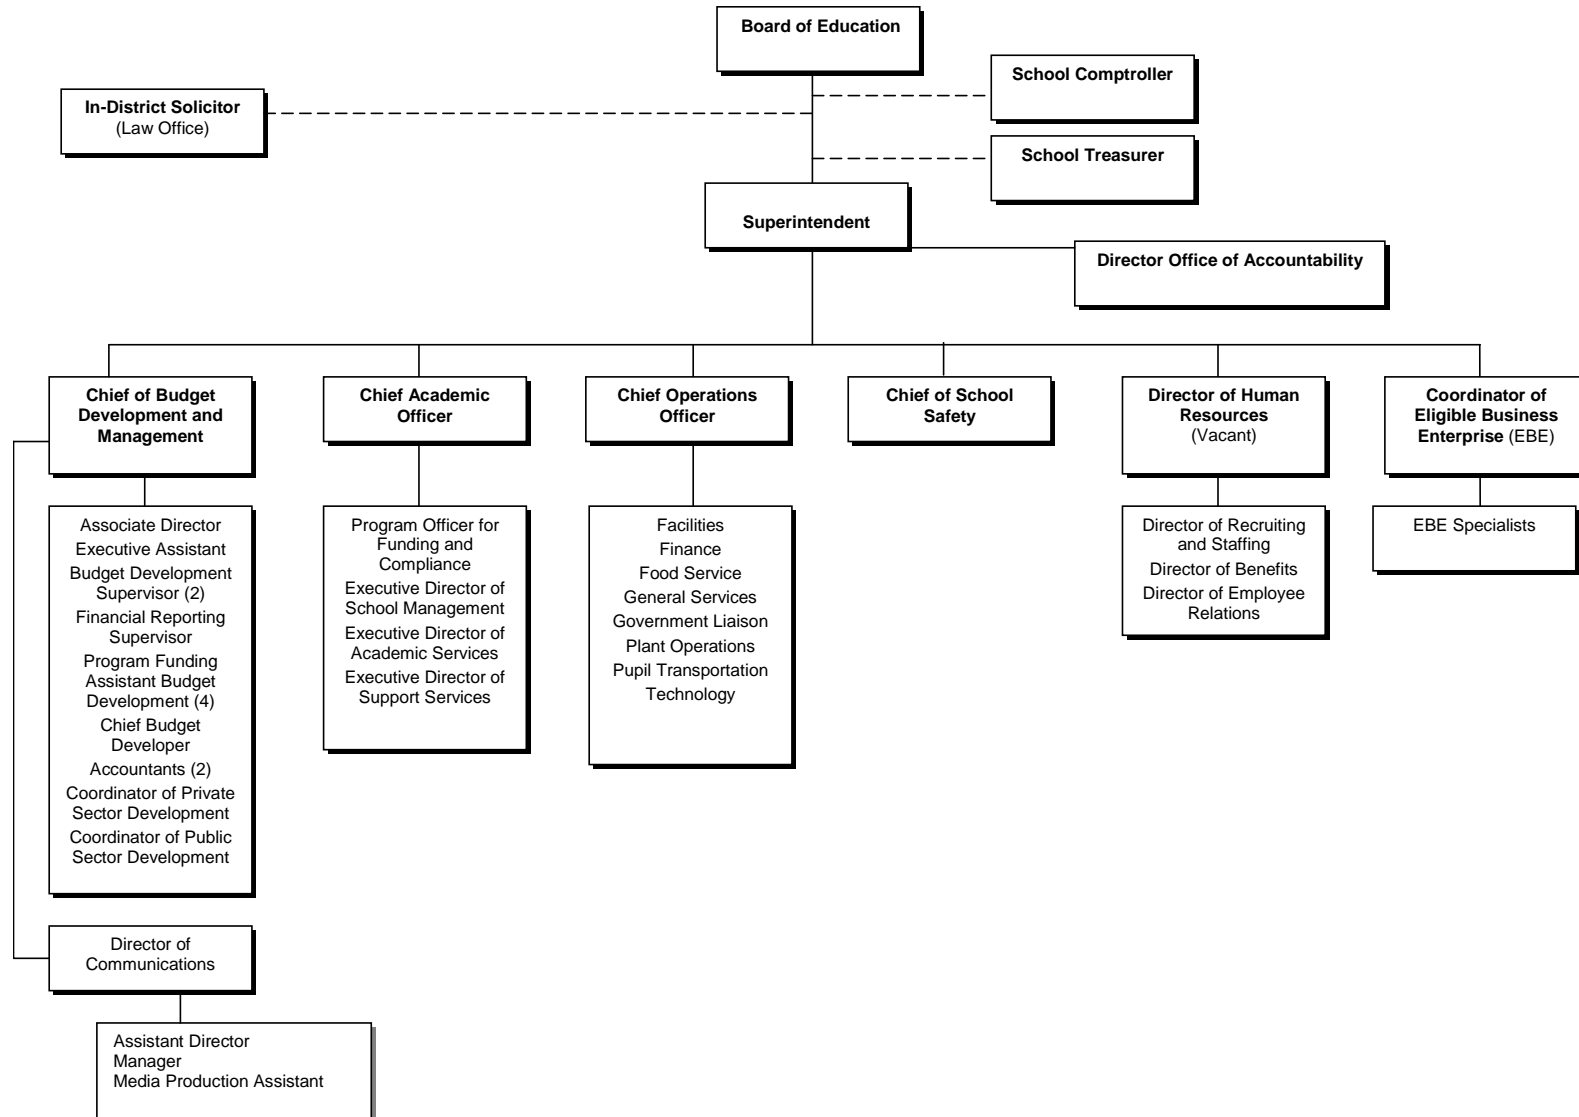 Board of Education
School Comptroller
In-District Solicitor
(Law Office)
School Treasurer
Superintendent
Director Office of Accountability
Chief of Budget
Development and
Management
Chief Academic
Officer
Chief Operations
Officer
Chief of School
Safety
Director of Human
Resources
(Vacant)
Coordinator of
Eligible Business
Enterprise (EBE)
Associate Director
Executive Assistant
Budget Development
Supervisor (2)
Financial Reporting
Supervisor
Program Funding
Assistant Budget
Development (4)
Chief Budget
Developer
Accountants (2)
Coordinator of Private
Sector Development
Coordinator of Public
Sector Development
Program Officer for
Funding and
Compliance
Executive Director of
School Management
Executive Director of
Academic Services
Executive Director of
Support Services
Facilities
Finance
Food Service
General Services
Government Liaison
Plant Operations
Pupil Transportation
Technology
Director of Recruiting
and Staffing
Director of Benefits
Director of Employee
Relations
EBE Specialists
Director of
Communications
Assistant Director
Manager
Media Production Assistant